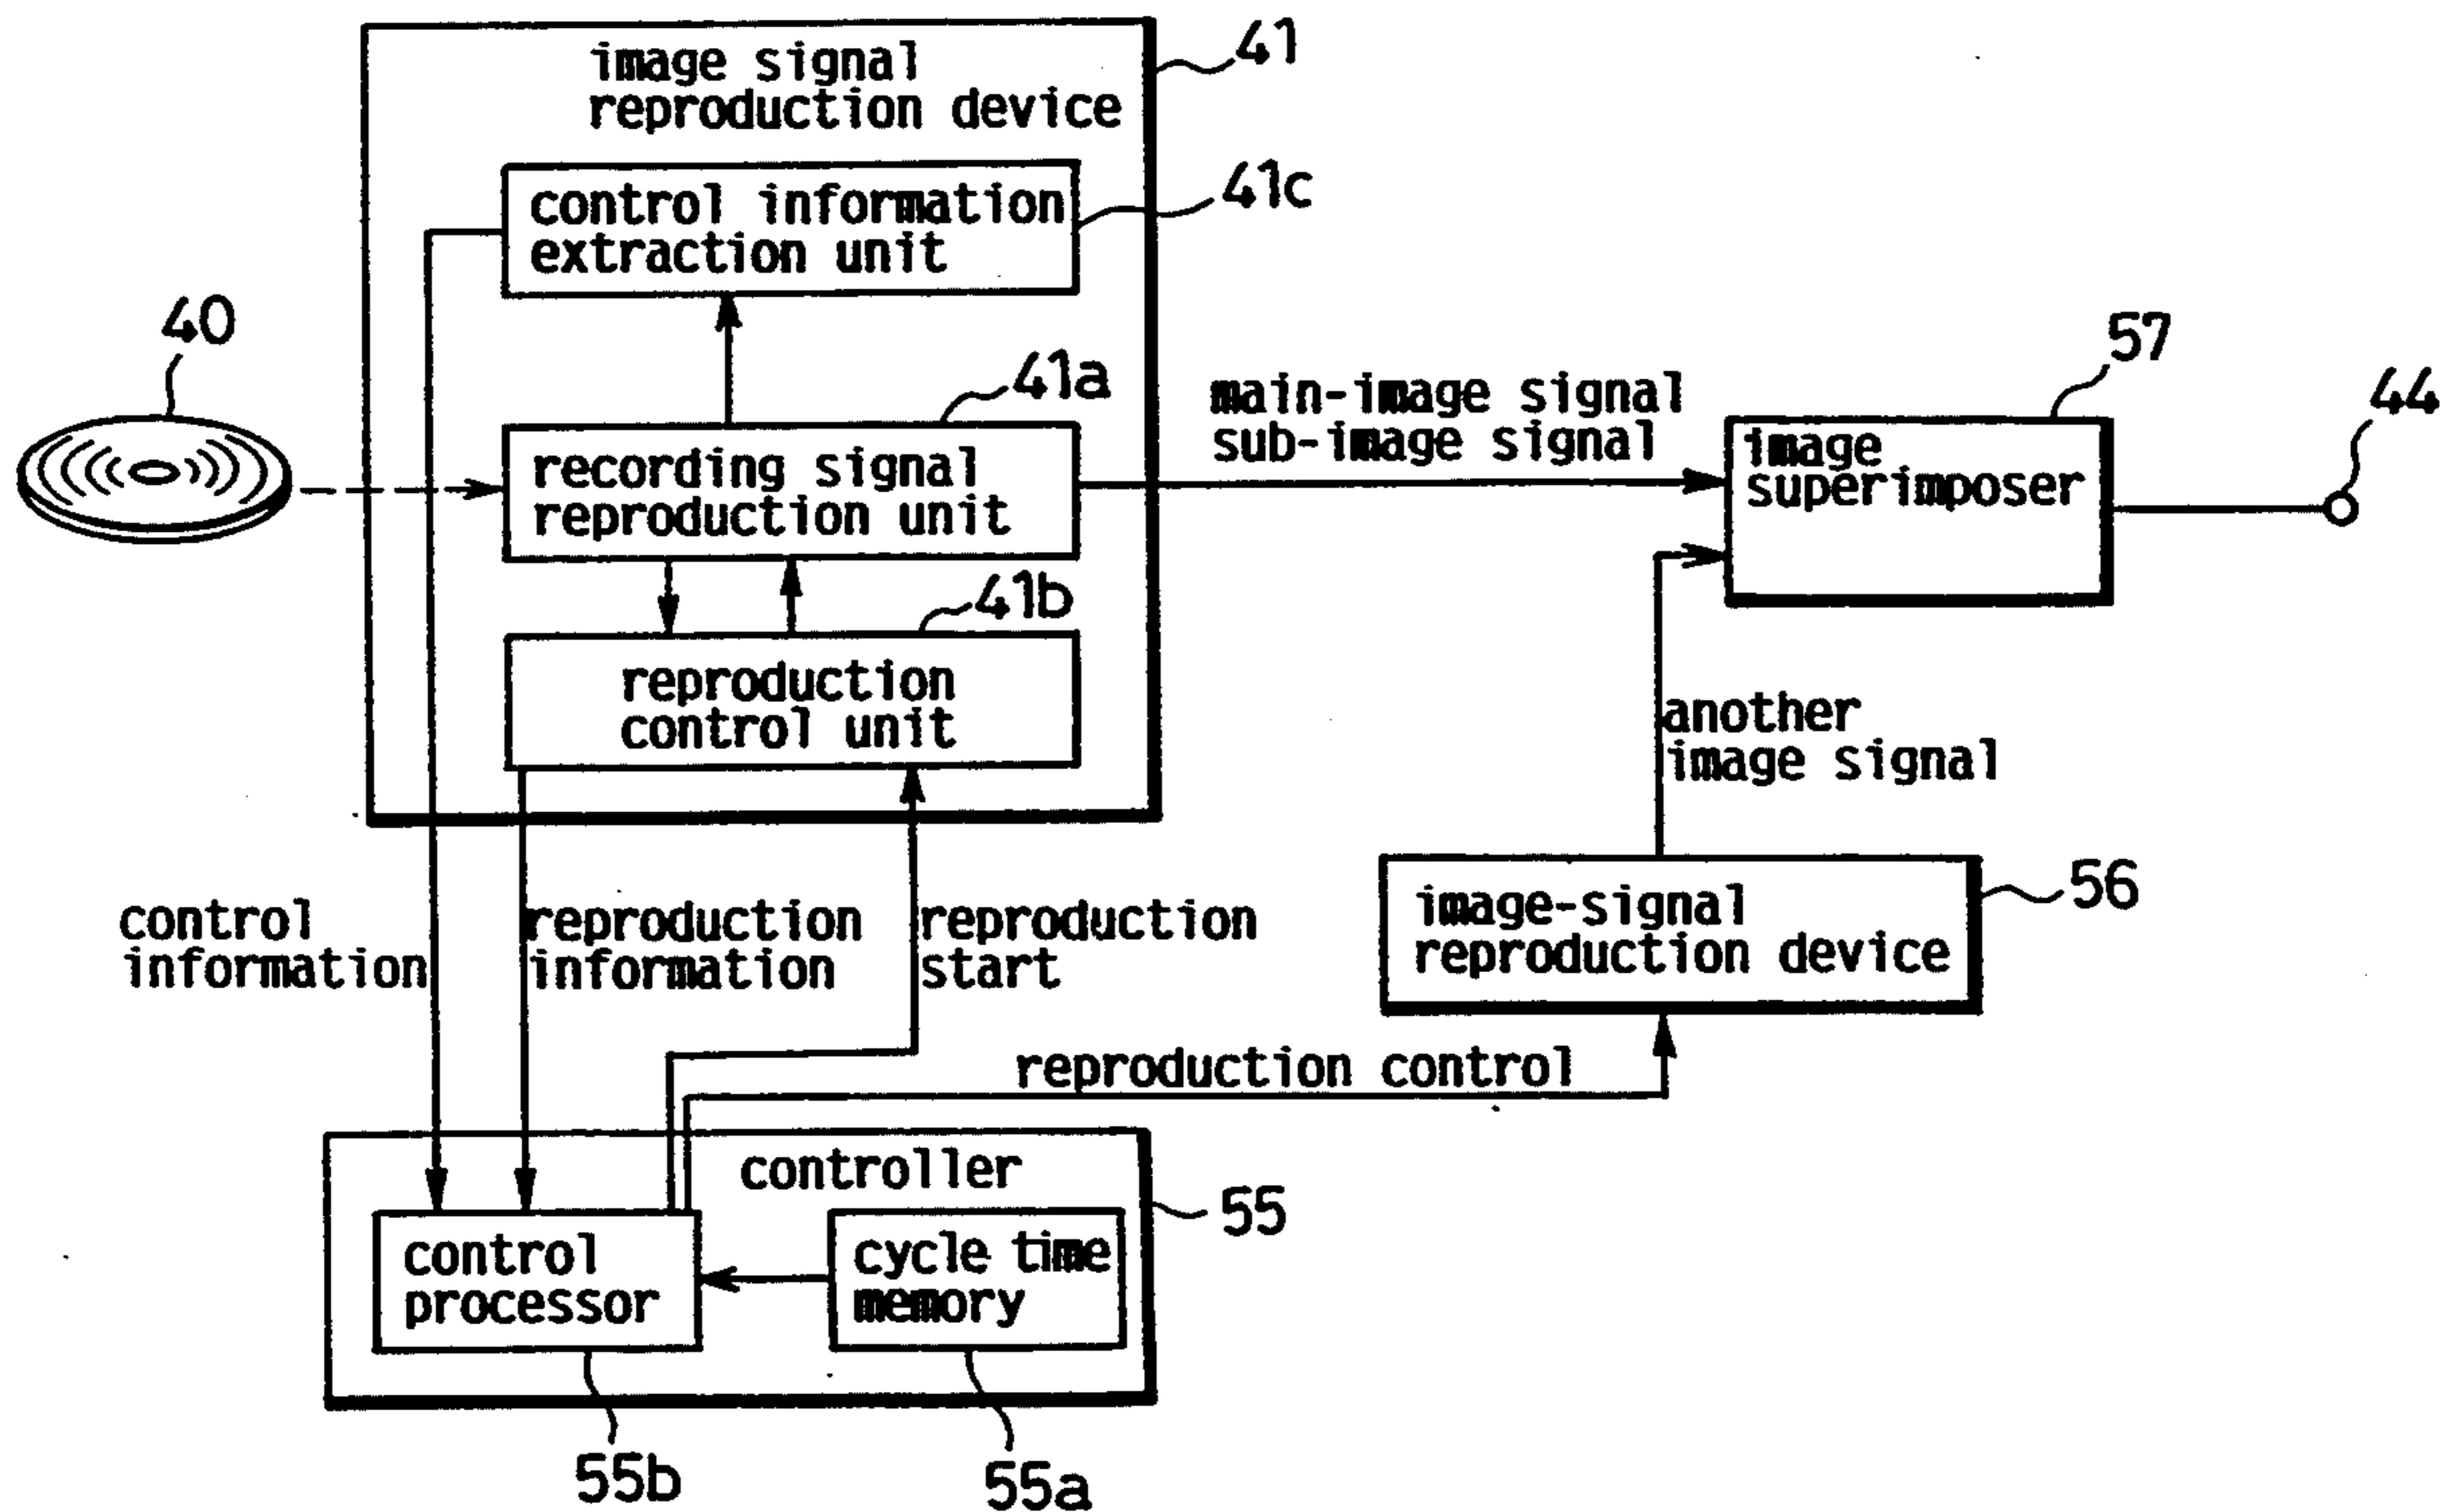 41
image signal
reproduction device
41c
control information
extraction unit
40
41a
recording signal
reproduction unit
main-image signal
sub-image signal
57
44
image
superimposer
41b
reproduction
control unit
another
image signal
56
image-signal
reproduction device
control
information
reproduction
information
reproduction
start
reproduction control
controller
55
control
processor
cycle time
memory
55b
55a